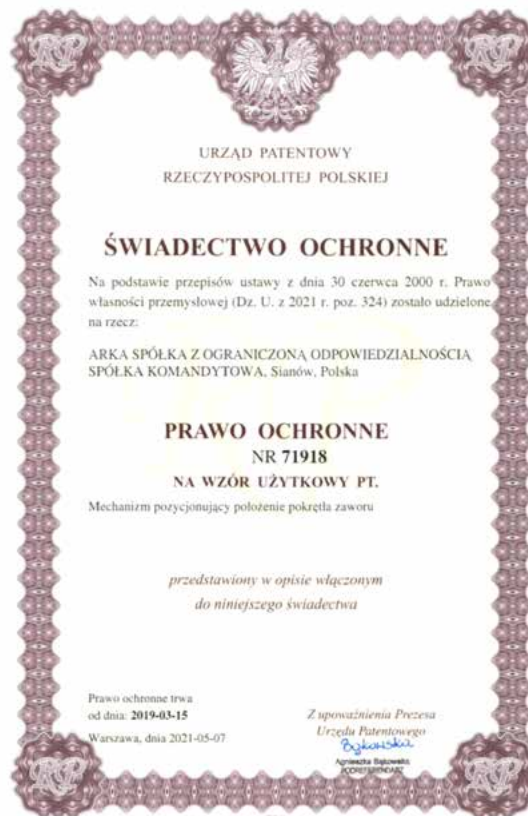 URZĄD PATENTOWY
RZECZYPOSPOLITEJ POLSKIEJ
ŚWIADECTWO OCHRONNE
Na podstawie przepisów ustawy z dnia 30 czerwca 2000 r. Prawo
własności przemysłowej (Dz. U. z 2021 r. poz. 324) zostało udzielone
na rzecz:
ARKA SPÓŁKA Z OGRANICZONĄ ODPOWIEDZIALNOŚCIĄ
SPÓŁKA KOMANDYTOWA, Sianów, Polska
PRAWO OCHRONNE
NR 71918
NA WZÓR UŻYTKOWY PT.
Mechanizm pozycjonujący położenie pokrętła zaworu
przedstawiony w opisie włączonym
do niniejszego świadectwa
Prawo ochronne trwa
od dnia: 2019-03-15
Warszawa, dnia 2021-05-07
Z upoważnienia Prezesa
Urzędu Patentowego
Agnieszka Bąkowska
PODREFERENDARZ